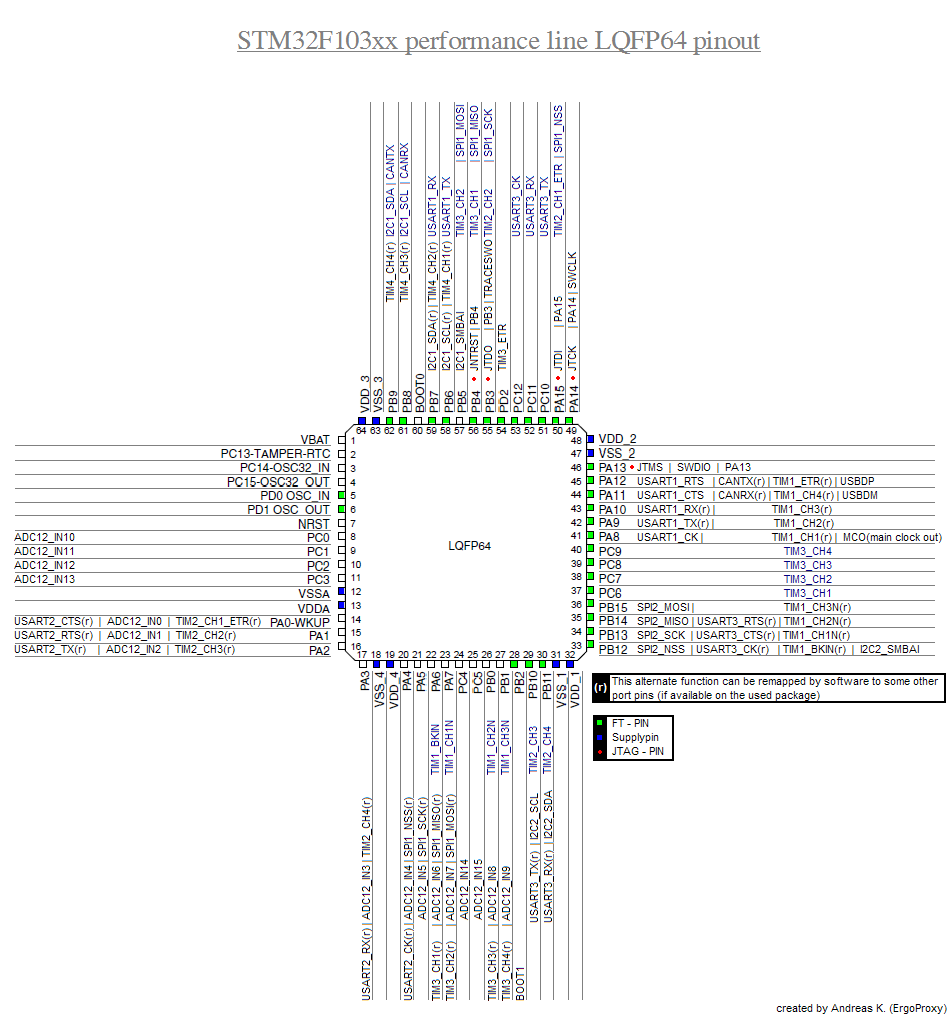 STM32F103xx performance line LQFP64 pinout
64 VDD_3
63 VSS_3
62 PB9 TIM4_CH4(r) I2C1_SDA | CANTX
61 PB8 TIM4_CH3(r) I2C1_SCL | CANRX
60 BOOT0
59 PB7 I2C1_SDA(r) | TIM4_CH2(r) USART1_RX
58 PB6 I2C1_SCL(r) | TIM4_CH1(r) USART1_TX
57 PB5 I2C1_SMBAI TIM3_CH2 | SPI1_MOSI
56 PB4 JNTRST | PB4 TIM3_CH1 | SPI1_MISO
55 PB3 JTDO | PB3 | TRACESWO TIM2_CH2 | SPI1_SCK
54 PD2 TIM3_ETR
53 PC12 USART3_CK
52 PC11 USART3_RX
51 PC10 USART3_TX
50 PA15 JTDI | PA15 TIM2_CH1_ETR | SPI1_NSS
49 PA14 JTCK | PA14 | SWCLK
VBAT 1
PC13-TAMPER-RTC 2
PC14-OSC32_IN 3
PC15-OSC32_OUT 4
PD0 OSC_IN 5
PD1 OSC_OUT 6
NRST 7
ADC12_IN10 PC0 8
ADC12_IN11 PC1 9
ADC12_IN12 PC2 10
ADC12_IN13 PC3 11
VSSA 12
VDDA 13
USART2_CTS(r) | ADC12_IN0 | TIM2_CH1_ETR(r) PA0-WKUP 14
USART2_RTS(r) | ADC12_IN1 | TIM2_CH2(r) PA1 15
USART2_TX(r) | ADC12_IN2 | TIM2_CH3(r) PA2 16
LQFP64
48 VDD_2
47 VSS_2
46 PA13 JTMS | SWDIO | PA13
45 PA12 USART1_RTS | CANTX(r) | TIM1_ETR(r) | USBDP
44 PA11 USART1_CTS | CANRX(r) | TIM1_CH4(r) | USBDM
43 PA10 USART1_RX(r) | TIM1_CH3(r)
42 PA9 USART1_TX(r) | TIM1_CH2(r)
41 PA8 USART1_CK | TIM1_CH1(r) | MCO(main clock out)
40 PC9 TIM3_CH4
39 PC8 TIM3_CH3
38 PC7 TIM3_CH2
37 PC6 TIM3_CH1
36 PB15 SPI2_MOSI | TIM1_CH3N(r)
35 PB14 SPI2_MISO | USART3_RTS(r) | TIM1_CH2N(r)
34 PB13 SPI2_SCK | USART3_CTS(r) | TIM1_CH1N(r)
33 PB12 SPI2_NSS | USART3_CK(r) | TIM1_BKIN(r) | I2C2_SMBAI
17 PA3 USART2_RX(r) | ADC12_IN3 | TIM2_CH4(r)
18 VSS_4
19 VDD_4
20 PA4 USART2_CK(r) | ADC12_IN4 | SPI1_NSS(r)
21 PA5 ADC12_IN5 | SPI1_SCK(r)
22 PA6 TIM3_CH1(r) | ADC12_IN6 | SPI1_MISO(r) TIM1_BKIN
23 PA7 TIM3_CH2(r) | ADC12_IN7 | SPI1_MOSI(r) TIM1_CH1N
24 PC4 ADC12_IN14
25 PC5 ADC12_IN15
26 PB0 TIM3_CH3(r) | ADC12_IN8 TIM1_CH2N
27 PB1 TIM3_CH4(r) | ADC12_IN9 TIM1_CH3N
28 PB2 BOOT1
29 PB10 USART3_TX(r) | I2C2_SCL TIM2_CH3
30 PB11 USART3_RX(r) | I2C2_SDA TIM2_CH4
31 VSS_1
32 VDD_1
(r) This alternate function can be remapped by software to some other
port pins (if available on the used package)
FT - PIN
Supplypin
JTAG - PIN
created by Andreas K. (ErgoProxy)